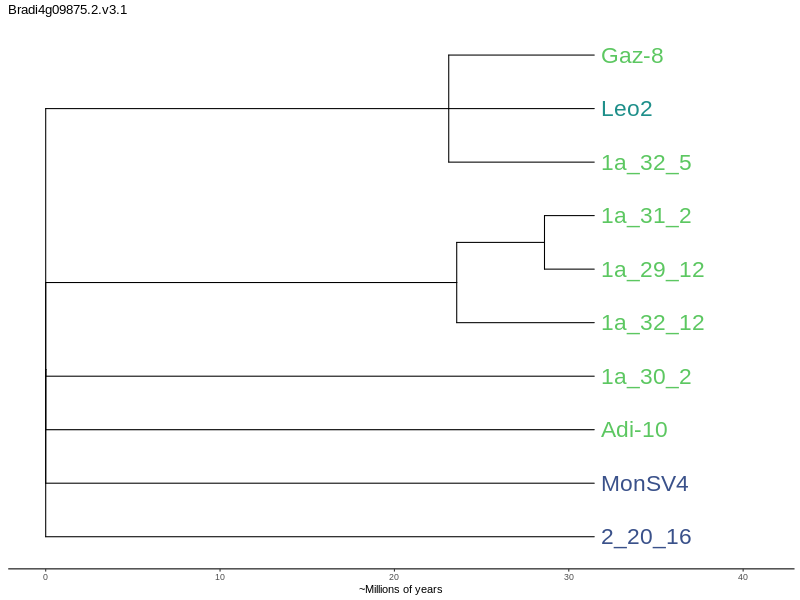 Bradi4g09875.2.v3.1
Gaz-8
Leo2
1a_32_5
1a_31_2
1a_29_12
1a_32_12
1a_30_2
Adi-10
MonSV4
2_20_16
0 10 20 30 40
~Millions of years